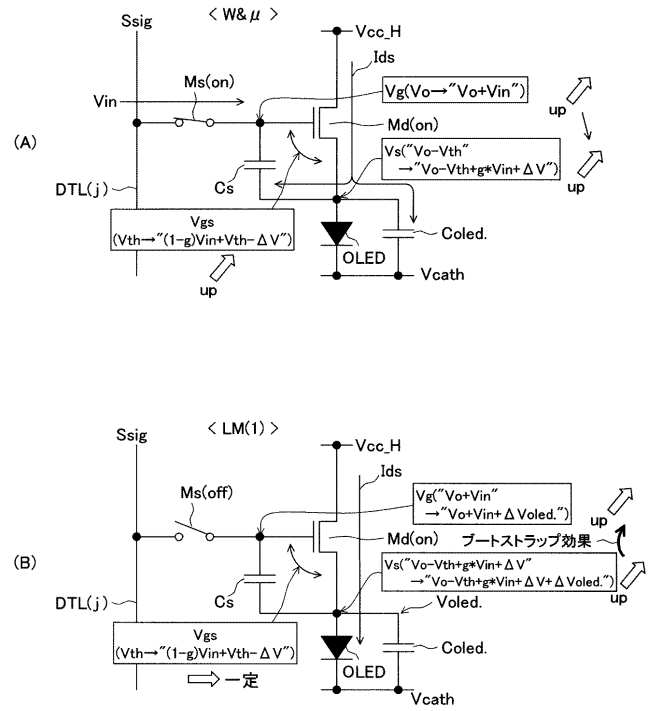 < W&μ >
Ssig
Vcc_H
Ids
Ms(on)
Vin
Vg(Vo→"Vo+Vin")
up
(A)
Md(on)
Vs("Vo-Vth"
→"Vo-Vth+g*Vin+ΔV")
up
DTL(j)
Cs
Vgs
(Vth→"(1-g)Vin+Vth-ΔV")
up
Coled.
OLED
Vcath
< LM(1) >
Ssig
Vcc_H
Ids
Ms(off)
Vg("Vo+Vin"
→"Vo+Vin+ΔVoled.")
up
Md(on)
ブートストラップ効果
(B)
Vs("Vo-Vth+g*Vin+ΔV"
→"Vo-Vth+g*Vin+ΔV+ΔVoled.")
up
DTL(j)
Cs
Voled.
Vgs
(Vth→"(1-g)Vin+Vth-ΔV")
一定
Coled.
OLED
Vcath